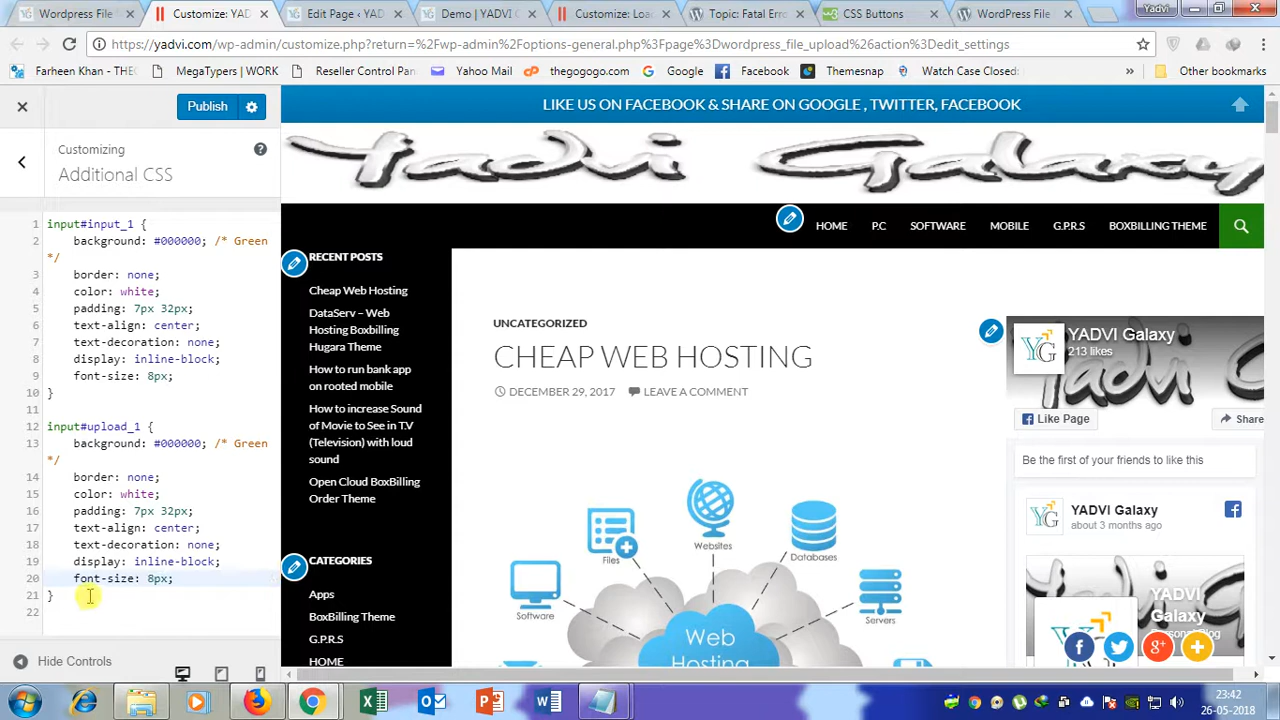 WordPress File
Customize: YAD
Edit Page ‹ YAD
Demo | YADVI G
Customize: Loa
Topic: Fatal Erro
CSS Buttons
WordPress File
Yadvi
https://yadvi.com/wp-admin/customize.php?return=%2Fwp-admin%2Foptions-general.php%3Fpage%3Dwordpress_file_upload%26action%3Dedit_settings
Farheen Khan - THE
MegaTypers | WORK
Reseller Control Pan
Yahoo Mail
thegogogo.com
Google
Facebook
Themesnap
Watch Case Closed:
»
Other bookmarks
Publish
LIKE US ON FACEBOOK & SHARE ON GOOGLE , TWITTER, FACEBOOK
Customizing
Additional CSS
Yadvi Galaxy
HOME P.C SOFTWARE MOBILE G.P.R.S BOXBILLING THEME
1 input#input_1 {
2 background: #000000; /* Green
*/
3 border: none;
4 color: white;
5 padding: 7px 32px;
6 text-align: center;
7 text-decoration: none;
8 display: inline-block;
9 font-size: 8px;
10 }
11
12 input#upload_1 {
13 background: #000000; /* Green
*/
14 border: none;
15 color: white;
16 padding: 7px 32px;
17 text-align: center;
18 text-decoration: none;
19 display: inline-block;
20 font-size: 8px;
21 }
22
Hide Controls
RECENT POSTS
Cheap Web Hosting
DataServ – Web
Hosting Boxbilling
Hugara Theme
How to run bank app
on rooted mobile
How to increase Sound
of Movie to See in T.V
(Television) with loud
sound
Open Cloud BoxBilling
Order Theme
CATEGORIES
Apps
BoxBilling Theme
G.P.R.S
HOME
UNCATEGORIZED
CHEAP WEB HOSTING
DECEMBER 29, 2017 LEAVE A COMMENT
Websites
Files
Databases
Software
Servers
Web
Hosting
YADVI Galaxy
213 likes
Like Page
Share
Be the first of your friends to like this
YADVI Galaxy
about 3 months ago
YADVI
Galaxy
Personal Blog
23:42
26-05-2018